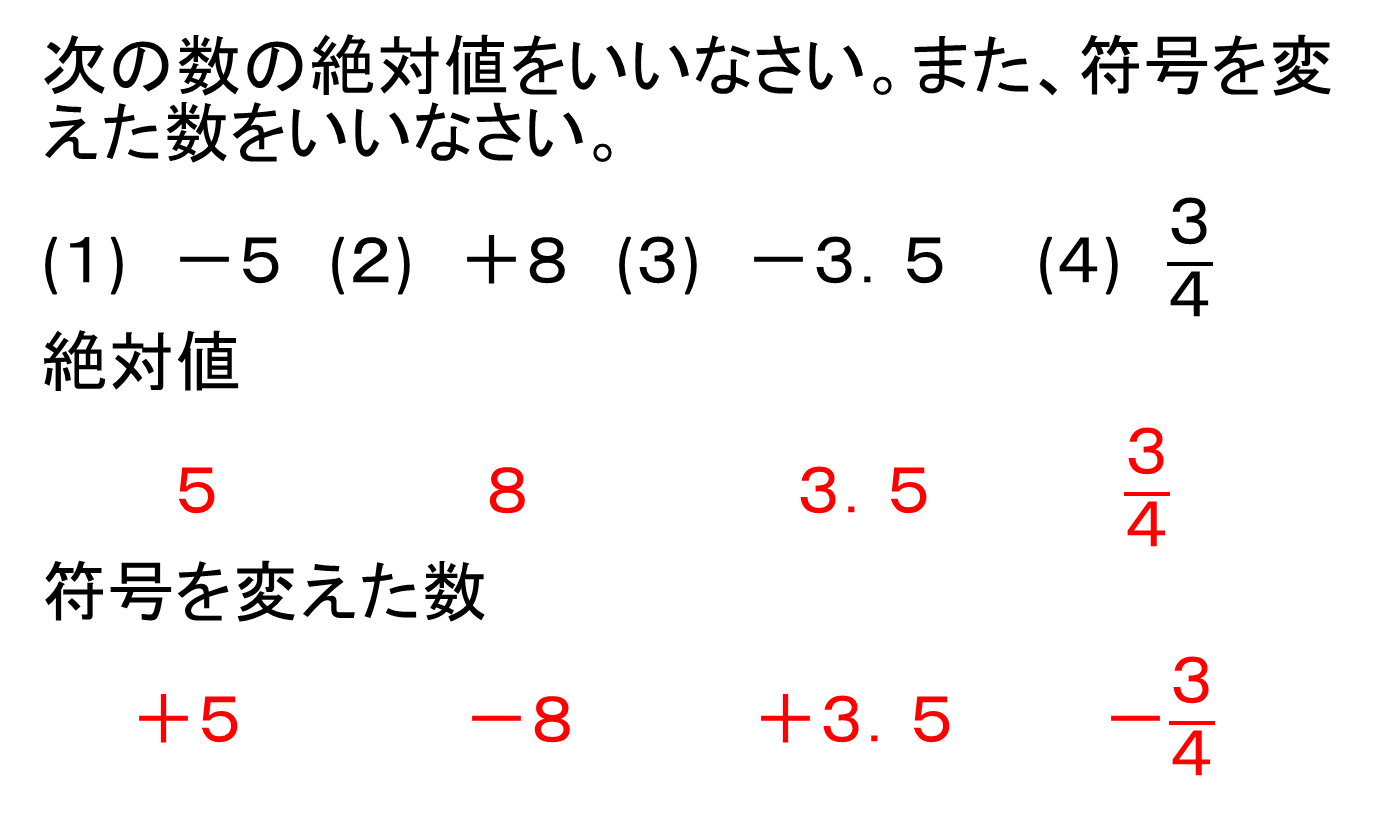 次の数の絶対値をいいなさい。また、符号を変
えた数をいいなさい。
(1) －5 (2) ＋8 (3) －3. 5 (4) 3/4
絶対値
5 8 3. 5 3/4
符号を変えた数
＋5 －8 ＋3. 5 －3/4